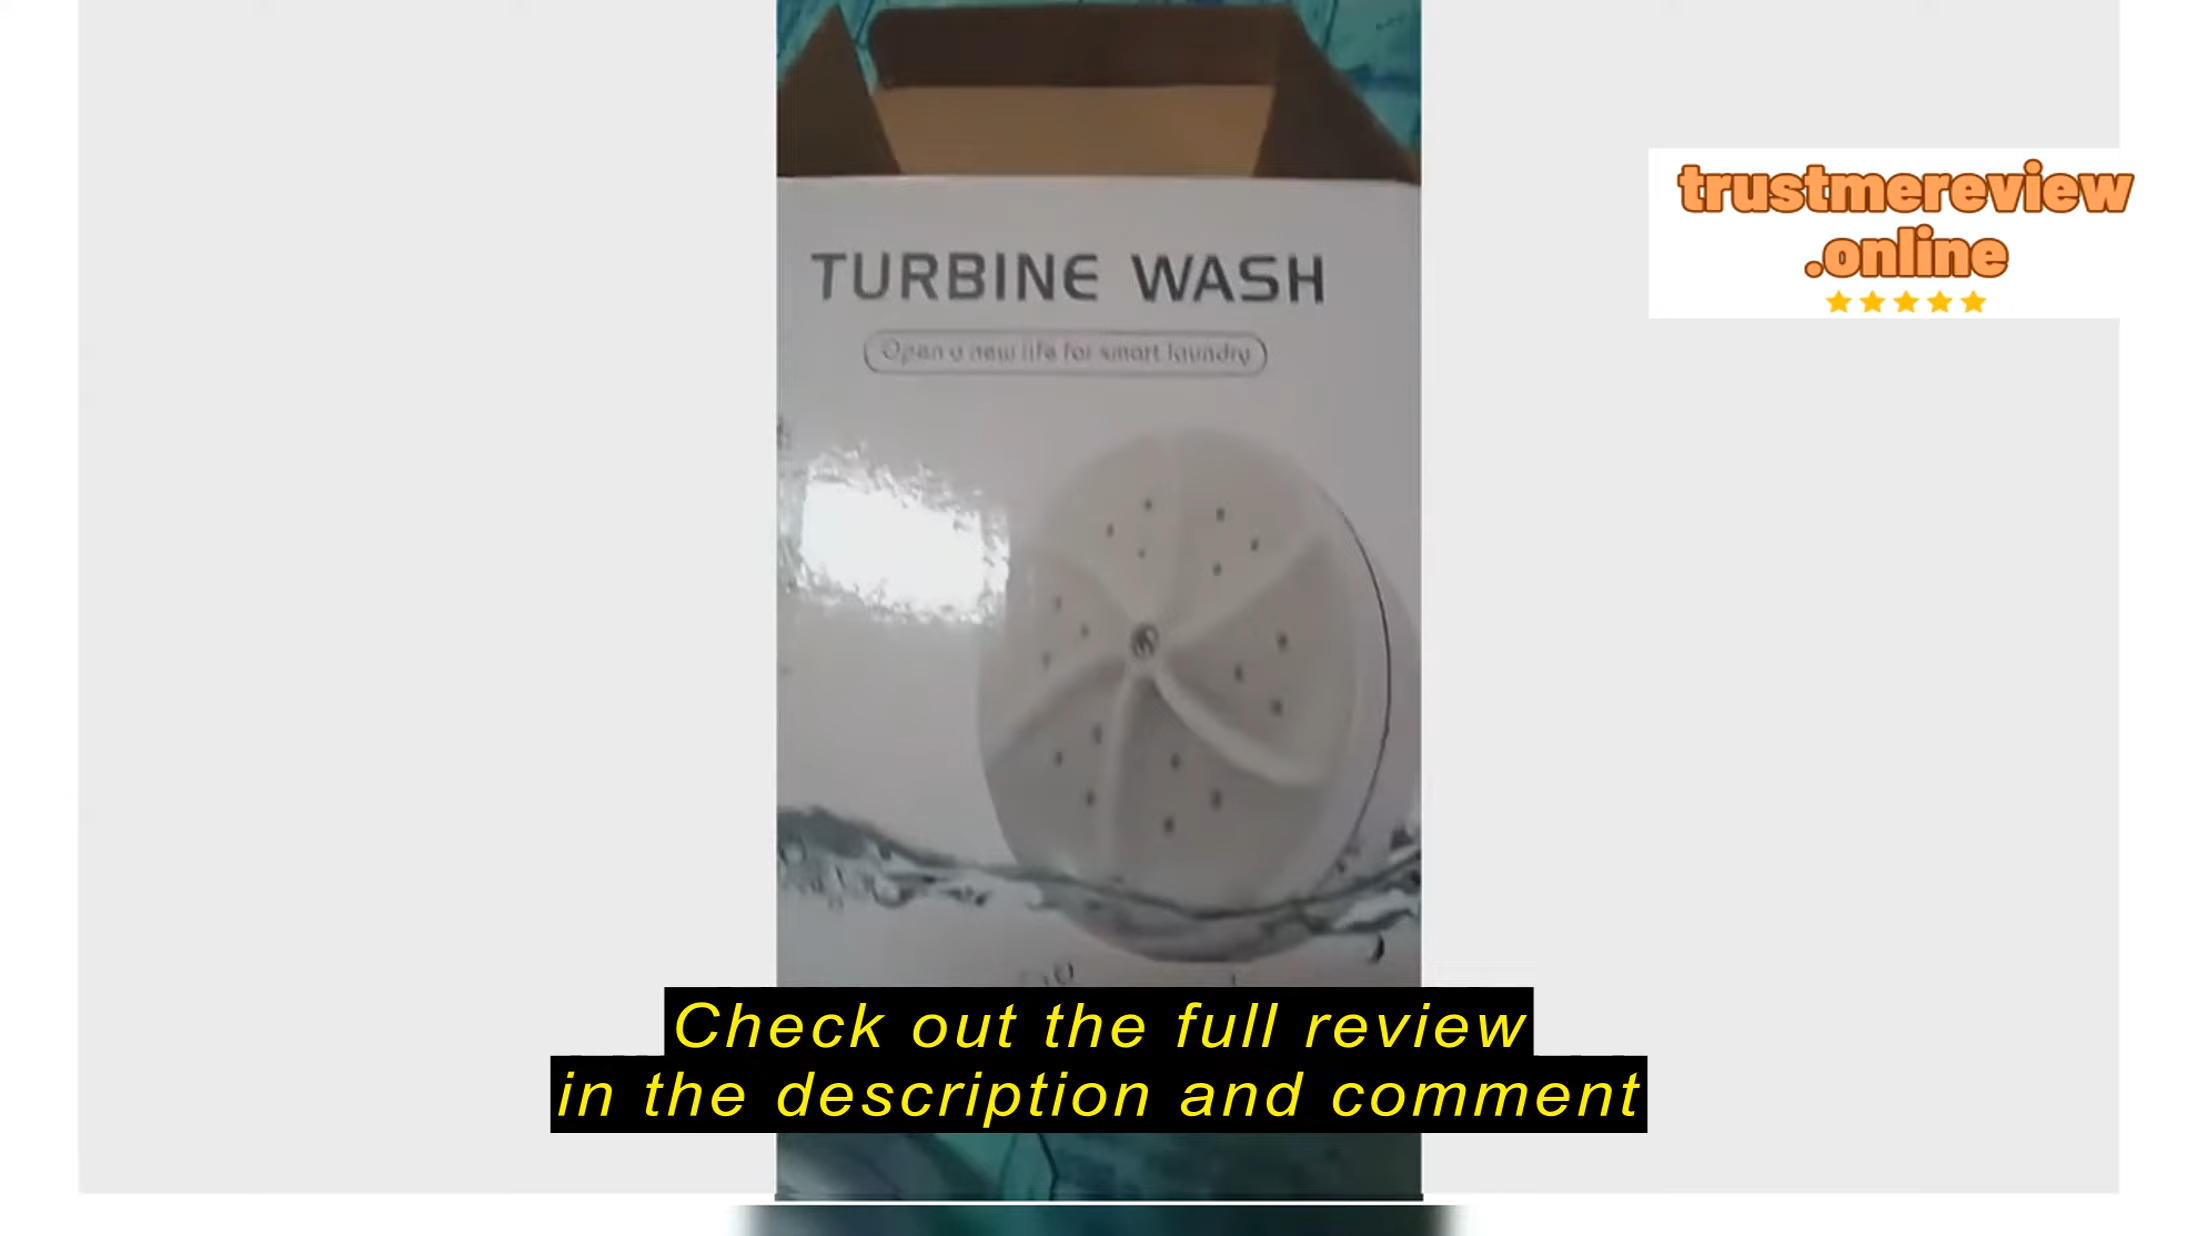 trustmereview
.online
TURBINE WASH
Open a new life for smart laundry
Check out the full review
in the description and comment